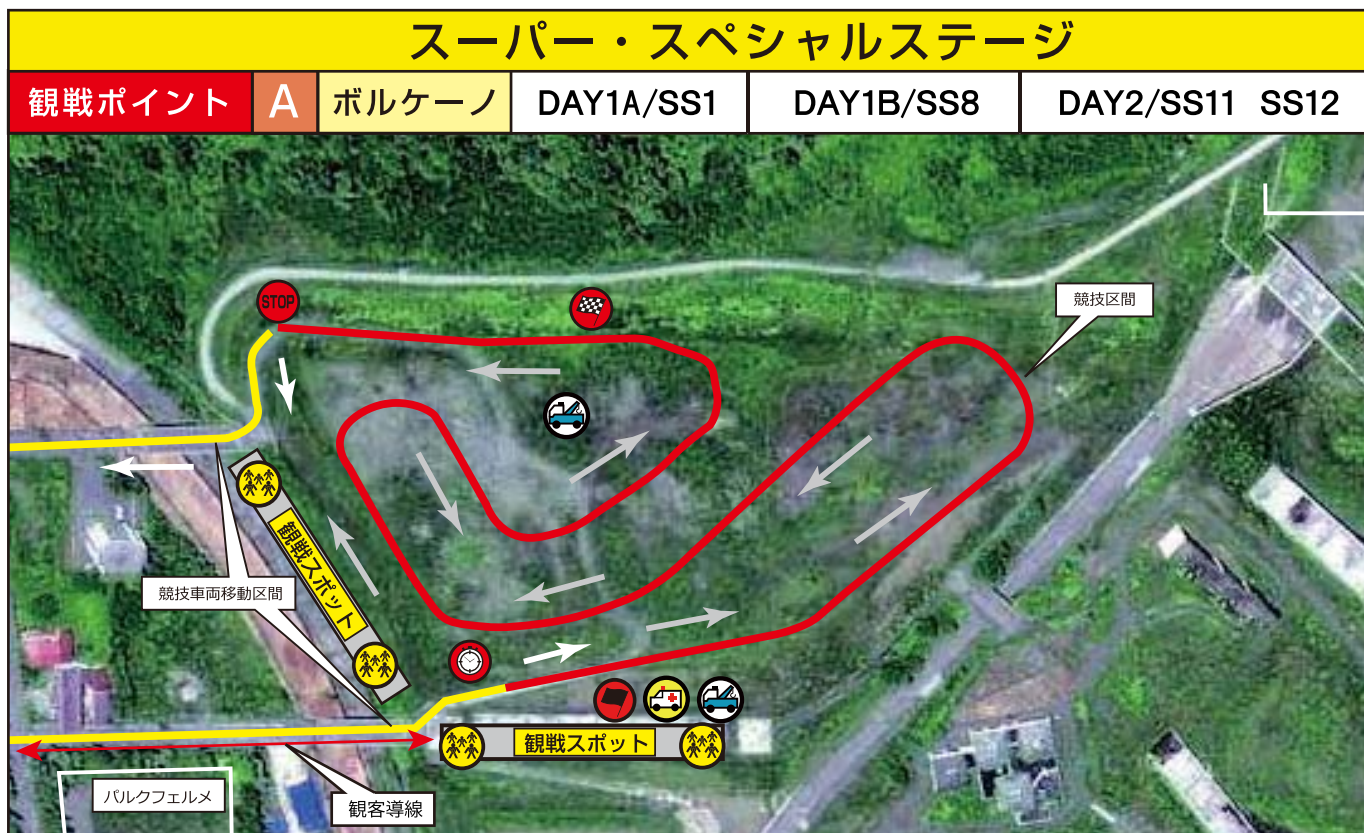 スーパー・スペシャルステージ
観戦ポイント A ボルケーノ DAY1A/SS1 DAY1B/SS8 DAY2/SS11 SS12
競技区間
STOP
観戦スポット
競技車両移動区間
観戦スポット
パルクフェルメ
観客導線